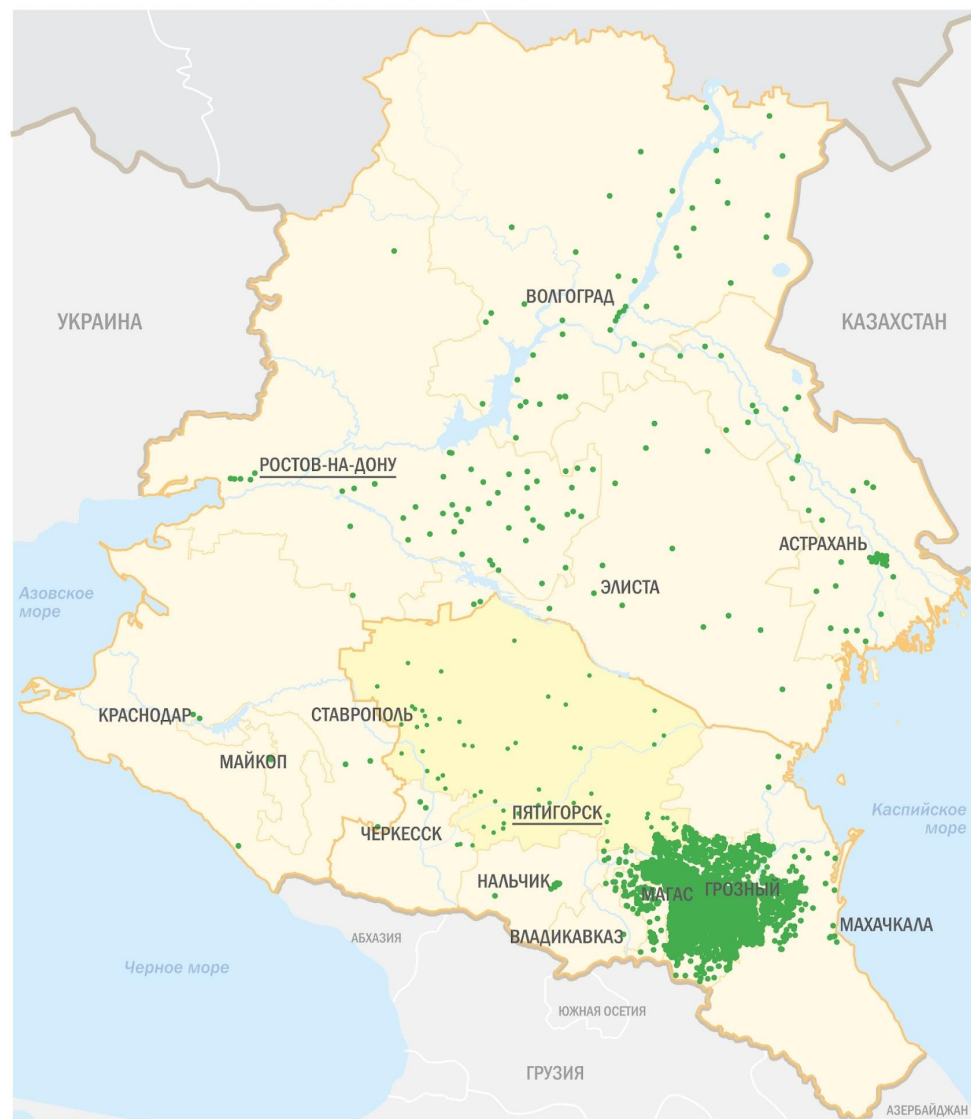 ВОЛГОГРАД
УКРАИНА
КАЗАХСТАН
РОСТОВ-НА-ДОНУ
АСТРАХАНЬ
ЭЛИСТА
Азовское
море
КРАСНОДАР
СТАВРОПОЛЬ
МАЙКОП
ПЯТИГОРСК
Каспийское
море
ЧЕРКЕССК
НАЛЬЧИК
МАГАС
ГРОЗНЫЙ
МАХАЧКАЛА
ВЛАДИКАВКАЗ
АБХАЗИЯ
Черное море
ЮЖНАЯ ОСЕТИЯ
ГРУЗИЯ
АЗЕРБАЙДЖАН